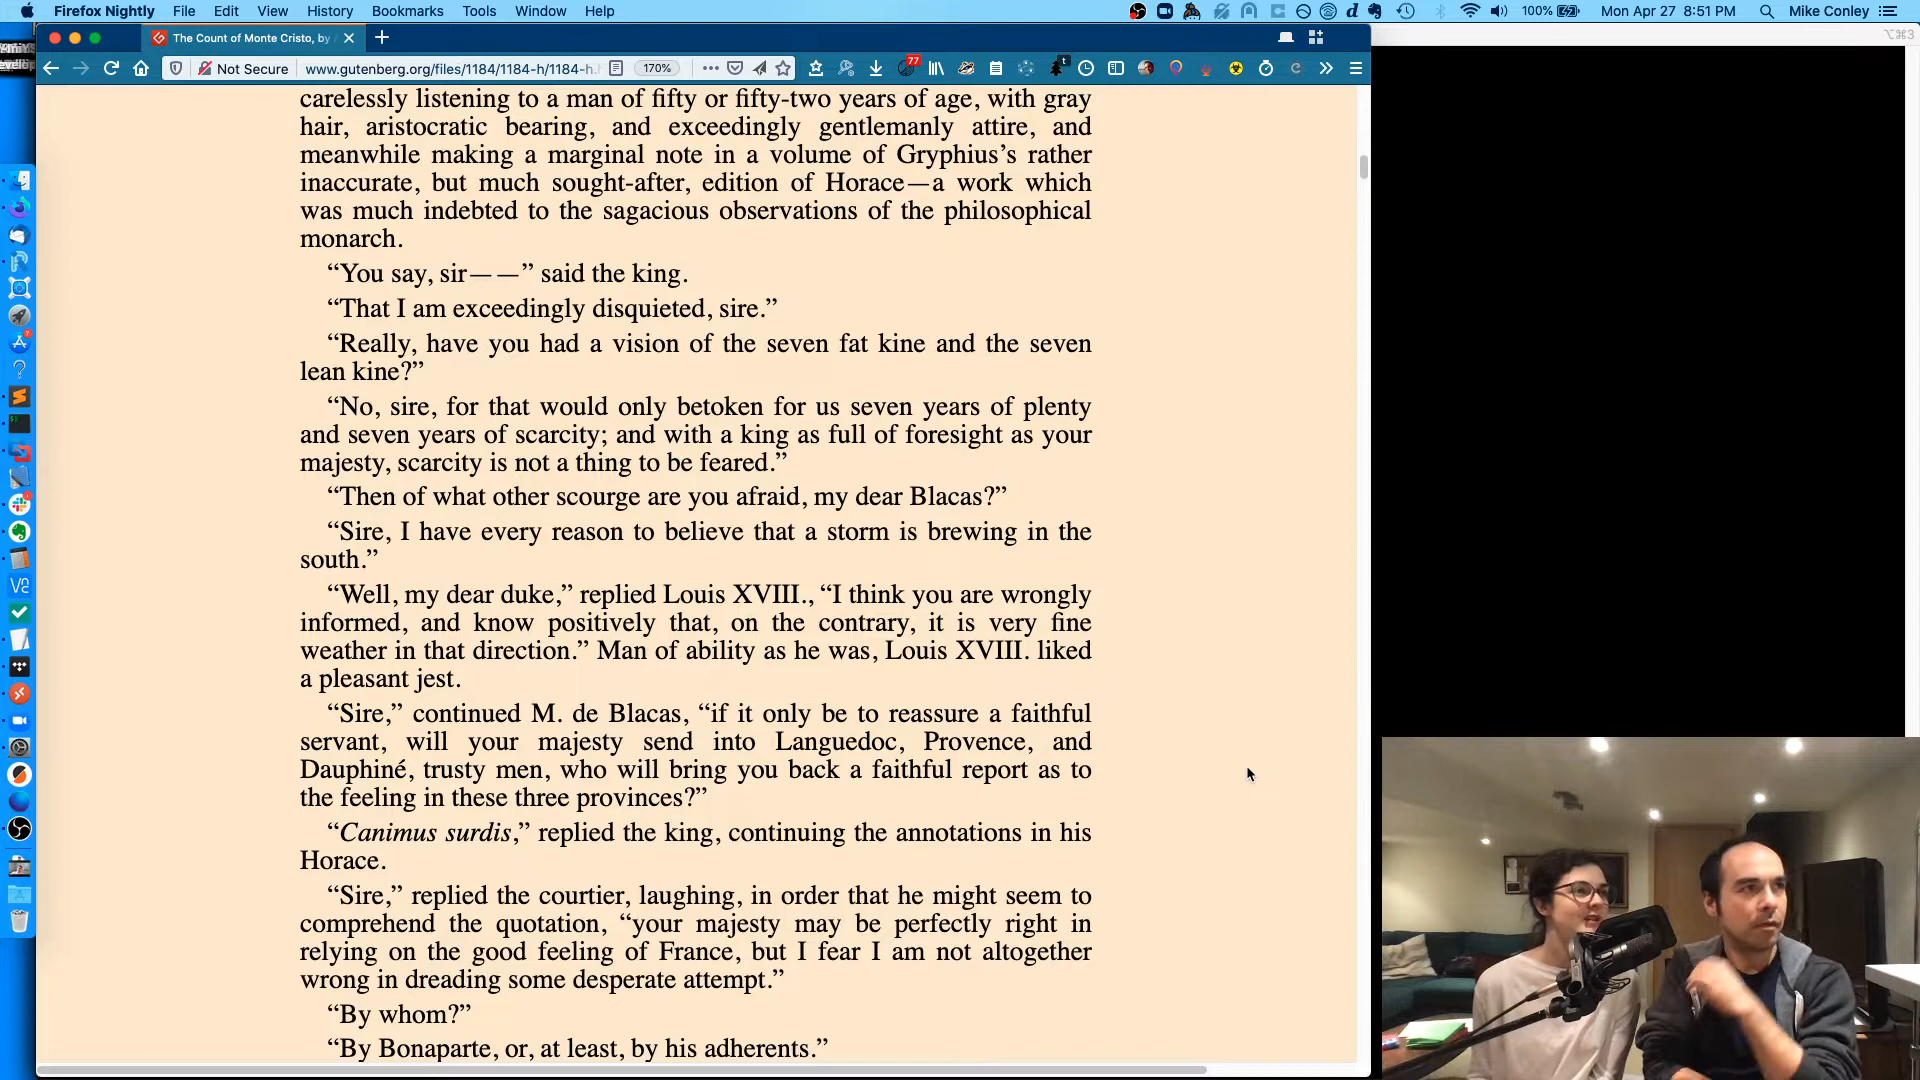 Firefox Nightly File Edit View History Bookmarks Tools Window Help 100% Mon Apr 27 8:51 PM Mike Conley
The Count of Monte Cristo, by
⌥⌘3
Not Secure www.gutenberg.org/files/1184/1184-h/1184-h. 170% 77
carelessly listening to a man of fifty or fifty-two years of age, with gray
hair, aristocratic bearing, and exceedingly gentlemanly attire, and
meanwhile making a marginal note in a volume of Gryphius’s rather
inaccurate, but much sought-after, edition of Horace—a work which
was much indebted to the sagacious observations of the philosophical
monarch.
“You say, sir——” said the king.
“That I am exceedingly disquieted, sire.”
“Really, have you had a vision of the seven fat kine and the seven
lean kine?”
“No, sire, for that would only betoken for us seven years of plenty
and seven years of scarcity; and with a king as full of foresight as your
majesty, scarcity is not a thing to be feared.”
“Then of what other scourge are you afraid, my dear Blacas?”
“Sire, I have every reason to believe that a storm is brewing in the
south.”
“Well, my dear duke,” replied Louis XVIII., “I think you are wrongly
informed, and know positively that, on the contrary, it is very fine
weather in that direction.” Man of ability as he was, Louis XVIII. liked
a pleasant jest.
“Sire,” continued M. de Blacas, “if it only be to reassure a faithful
servant, will your majesty send into Languedoc, Provence, and
Dauphiné, trusty men, who will bring you back a faithful report as to
the feeling in these three provinces?”
“Canimus surdis,” replied the king, continuing the annotations in his
Horace.
“Sire,” replied the courtier, laughing, in order that he might seem to
comprehend the quotation, “your majesty may be perfectly right in
relying on the good feeling of France, but I fear I am not altogether
wrong in dreading some desperate attempt.”
“By whom?”
“By Bonaparte, or, at least, by his adherents.”